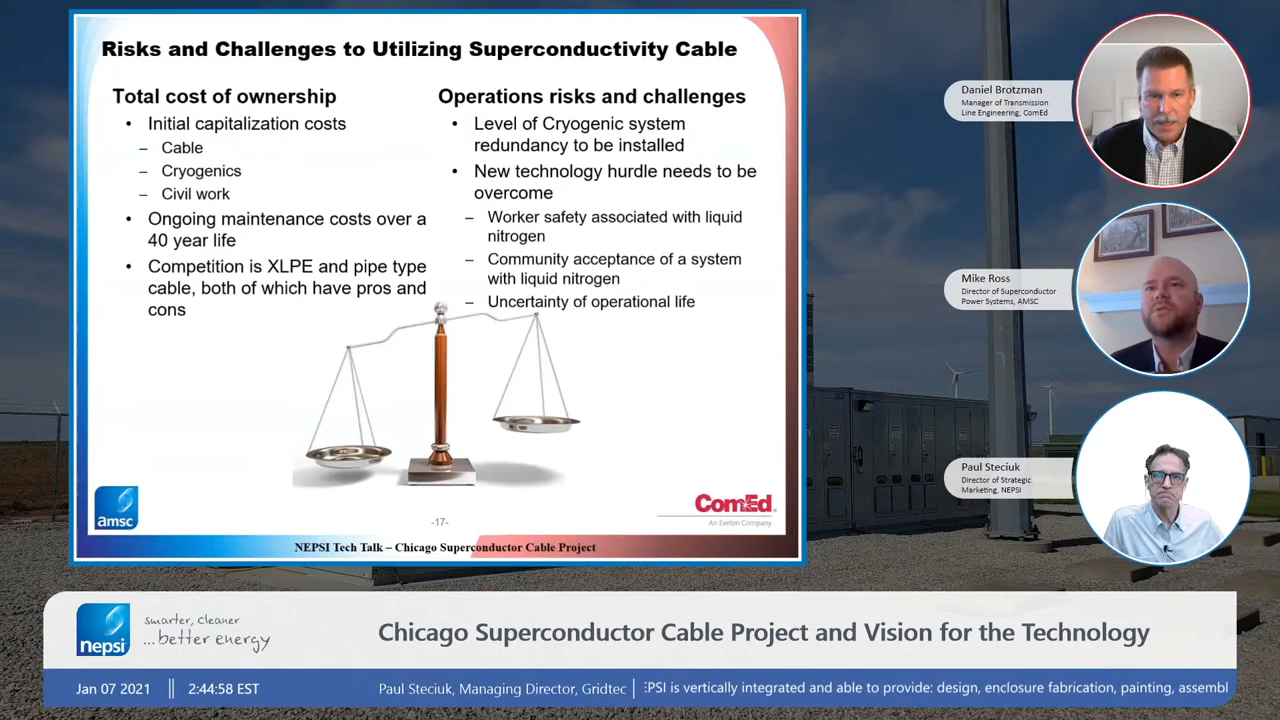 Risks and Challenges to Utilizing Superconductivity Cable
Total cost of ownership
• Initial capitalization costs
– Cable
– Cryogenics
– Civil work
• Ongoing maintenance costs over a
40 year life
• Competition is XLPE and pipe type
cable, both of which have pros and
cons
Operations risks and challenges
• Level of Cryogenic system
redundancy to be installed
• New technology hurdle needs to be
overcome
– Worker safety associated with liquid
nitrogen
– Community acceptance of a system
with liquid nitrogen
– Uncertainty of operational life
amsc
-17-
ComEd
An Exelon Company
NEPSI Tech Talk – Chicago Superconductor Cable Project
Daniel Brotzman
Manager of Transmission
Line Engineering, ComEd
Mike Ross
Director of Superconductor
Power Systems, AMSC
Paul Steciuk
Director of Strategic
Marketing, NEPSI
nepsi
smarter, cleaner
...better energy
Chicago Superconductor Cable Project and Vision for the Technology
Jan 07 2021 || 2:44:58 EST
Paul Steciuk, Managing Director, Gridtec | EPSI is vertically integrated and able to provide: design, enclosure fabrication, painting, assembl